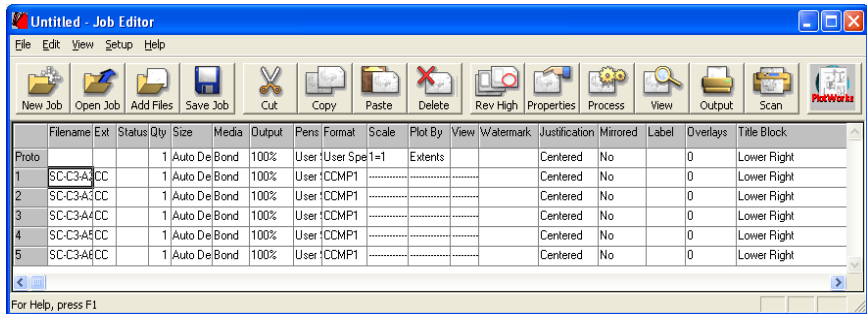 Untitled - Job Editor
File Edit View Setup Help
New Job Open Job Add Files Save Job Cut Copy Paste Delete Rev High Properties Process View Output Scan PlotWorks
Filename Ext Status Qty Size Media Output Pens Format Scale Plot By View Watermark Justification Mirrored Label Overlays Title Block
Proto 1 Auto De Bond 100% User User Spe 1=1 Extents Centered No 0 Lower Right
1 SC-C3-A2 CC 1 Auto De Bond 100% User CCMP1 Centered No 0 Lower Right
2 SC-C3-A3 CC 1 Auto De Bond 100% User CCMP1 Centered No 0 Lower Right
3 SC-C3-A4 CC 1 Auto De Bond 100% User CCMP1 Centered No 0 Lower Right
4 SC-C3-A5 CC 1 Auto De Bond 100% User CCMP1 Centered No 0 Lower Right
5 SC-C3-A6 CC 1 Auto De Bond 100% User CCMP1 Centered No 0 Lower Right
For Help, press F1